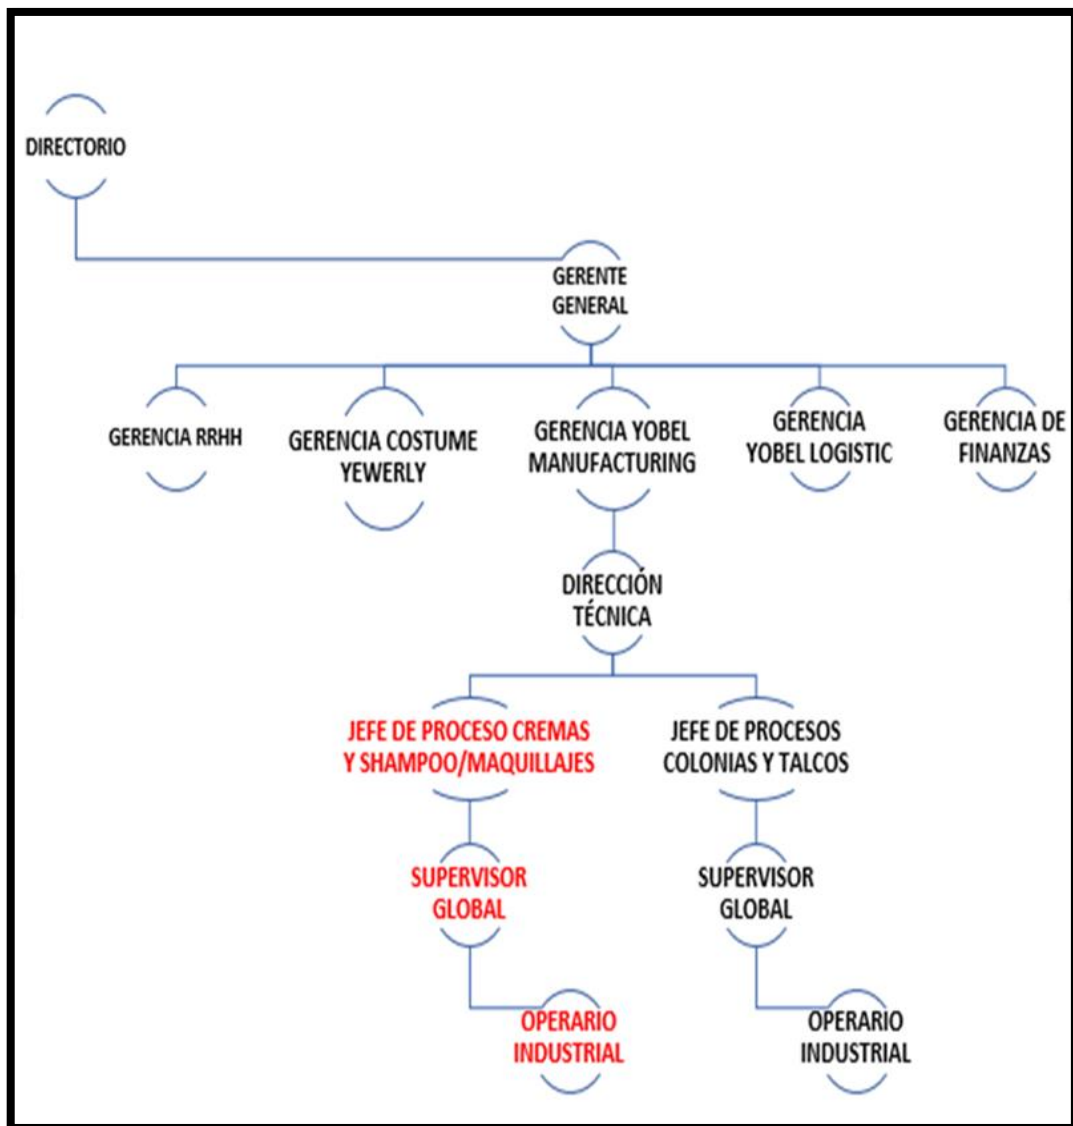 DIRECTORIO
GERENTE
GENERAL
GERENCIA RRHH
GERENCIA COSTUME
YEWERLY
GERENCIA YOBEL
MANUFACTURING
GERENCIA
YOBEL LOGISTIC
GERENCIA DE
FINANZAS
DIRECCIÓN
TÉCNICA
JEFE DE PROCESO CREMAS
Y SHAMPOO/MAQUILLAJES
JEFE DE PROCESOS
COLONIAS Y TALCOS
SUPERVISOR
GLOBAL
SUPERVISOR
GLOBAL
OPERARIO
INDUSTRIAL
OPERARIO
INDUSTRIAL